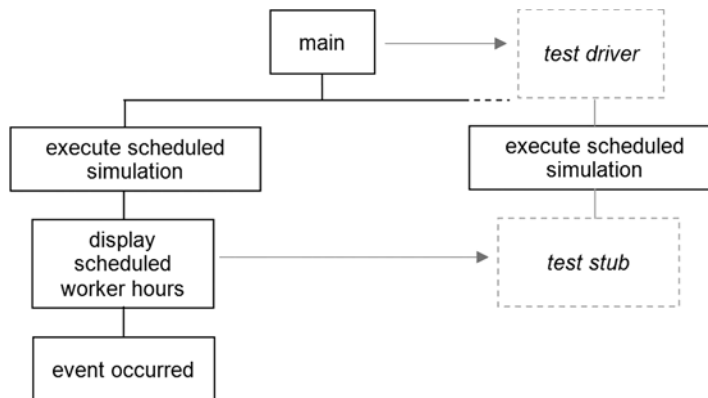 main
test driver
execute scheduled
simulation
execute scheduled
simulation
display
scheduled
worker hours
test stub
event occurred